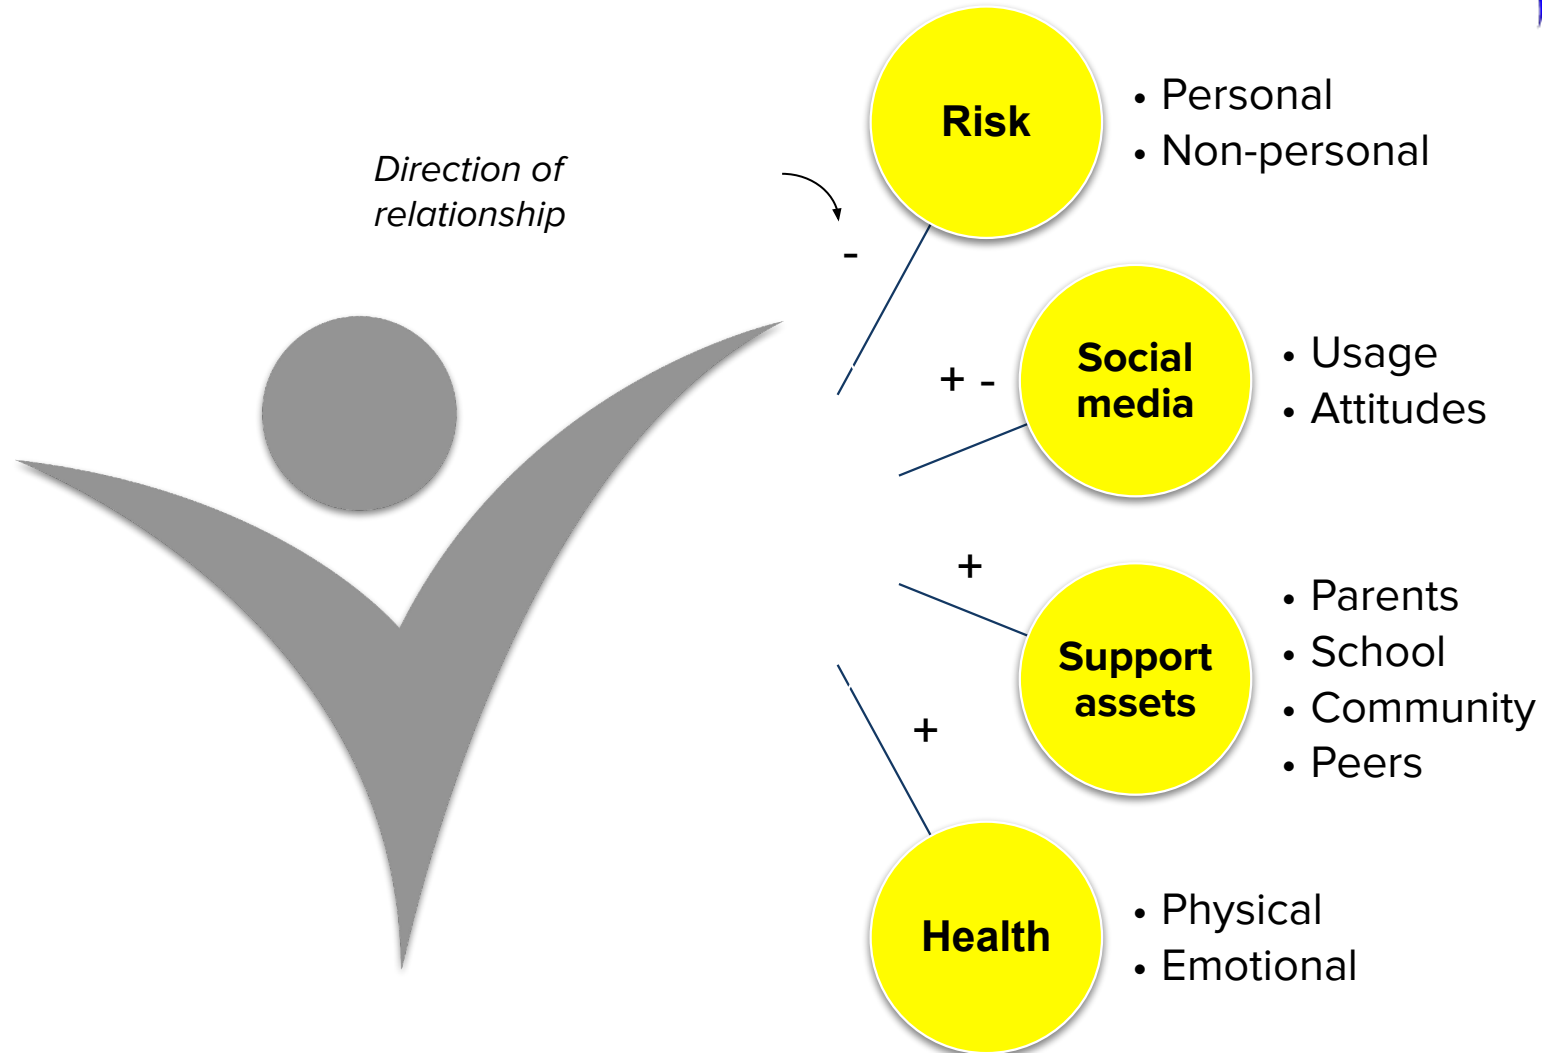 Direction of
relationship
-
Risk
• Personal
• Non-personal
+ -
Social
media
• Usage
• Attitudes
+
Support
assets
• Parents
• School
• Community
• Peers
+
Health
• Physical
• Emotional